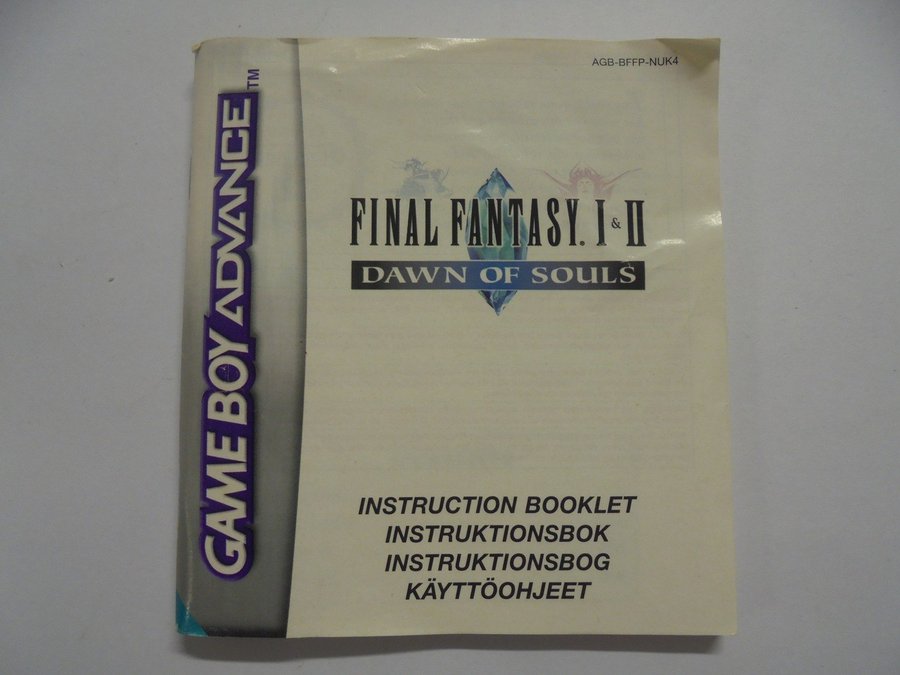 GAME BOY ADVANCE™
AGB-BFFP-NUK4
FINAL FANTASY® I & II
DAWN OF SOULS
INSTRUCTION BOOKLET
INSTRUKTIONSBOK
INSTRUKTIONSBOG
KÄYTTÖOHJEET